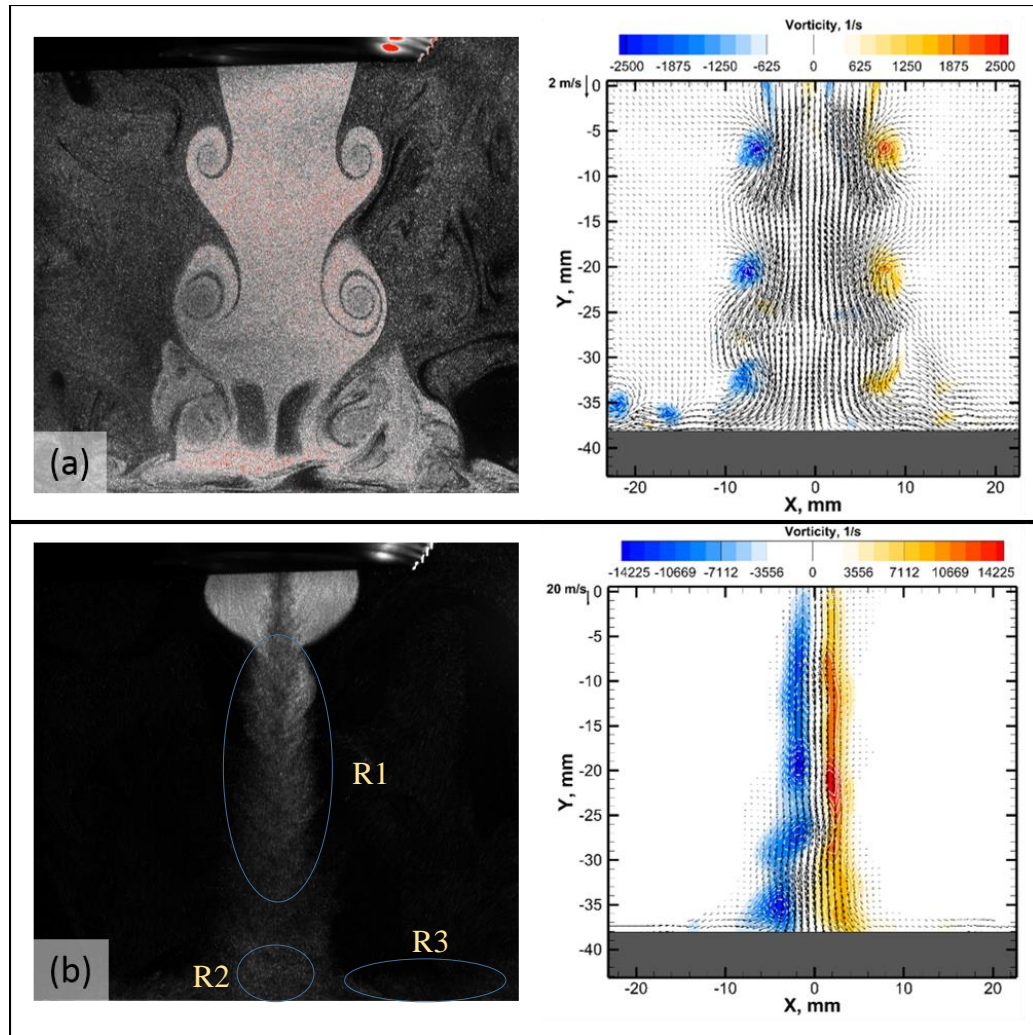 (a)
Vorticity, 1/s
-2500 -1875 -1250 -625 0 625 1250 1875 2500
2 m/s
0
-5
-10
-15
-20
-25
-30
-35
-40
Y, mm
-20 -10 0 10 20
X, mm
(b)
R1
R2
R3
Vorticity, 1/s
-14225 -10669 -7112 -3556 0 3556 7112 10669 14225
20 m/s
0
-5
-10
-15
-20
-25
-30
-35
-40
Y, mm
-20 -10 0 10 20
X, mm